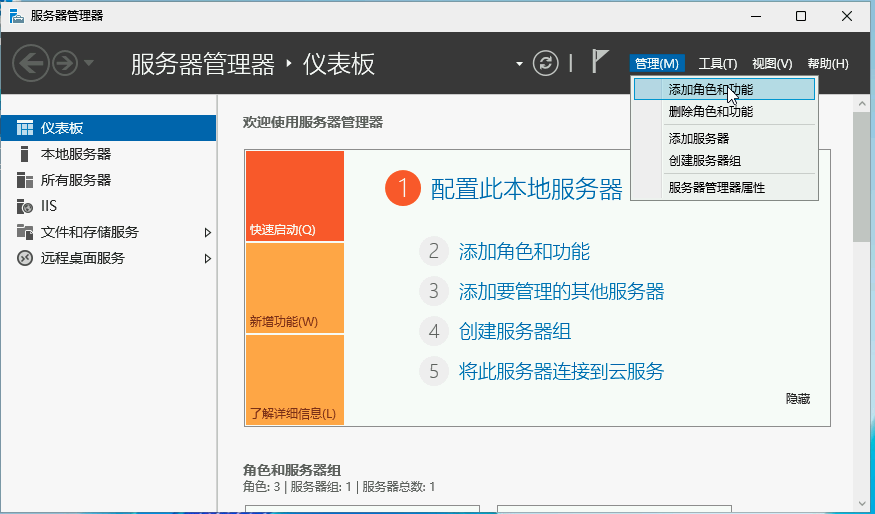 服务器管理器
服务器管理器 ‣ 仪表板
管理(M) 工具(T) 视图(V) 帮助(H)
添加角色和功能
删除角色和功能
添加服务器
创建服务器组
服务器管理器属性
仪表板
本地服务器
所有服务器
IIS
文件和存储服务
远程桌面服务
欢迎使用服务器管理器
快速启动(Q)
新增功能(W)
了解详细信息(L)
1 配置此本地服务器
2 添加角色和功能
3 添加要管理的其他服务器
4 创建服务器组
5 将此服务器连接到云服务
隐藏
角色和服务器组
角色: 3 | 服务器组: 1 | 服务器总数: 1